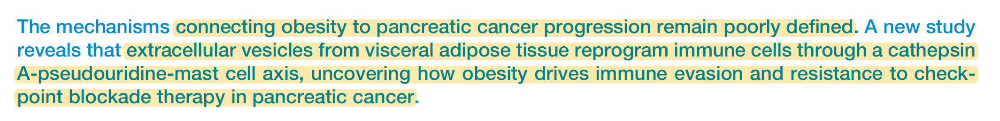 The mechanisms connecting obesity to pancreatic cancer progression remain poorly defined. A new study
reveals that extracellular vesicles from visceral adipose tissue reprogram immune cells through a cathepsin
A-pseudouridine-mast cell axis, uncovering how obesity drives immune evasion and resistance to check-
point blockade therapy in pancreatic cancer.